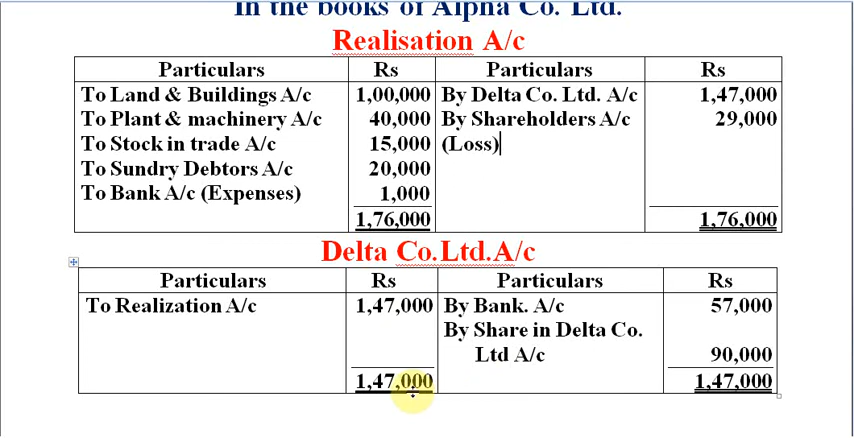 In the books of Alpha Co. Ltd.
Realisation A/c
Particulars Rs Particulars Rs
To Land & Buildings A/c 1,00,000 By Delta Co. Ltd. A/c 1,47,000
To Plant & machinery A/c 40,000 By Shareholders A/c 29,000
To Stock in trade A/c 15,000 (Loss)
To Sundry Debtors A/c 20,000
To Bank A/c (Expenses) 1,000
1,76,000 1,76,000
Delta Co.Ltd.A/c
Particulars Rs Particulars Rs
To Realization A/c 1,47,000 By Bank. A/c 57,000
By Share in Delta Co.
Ltd A/c 90,000
1,47,000 1,47,000